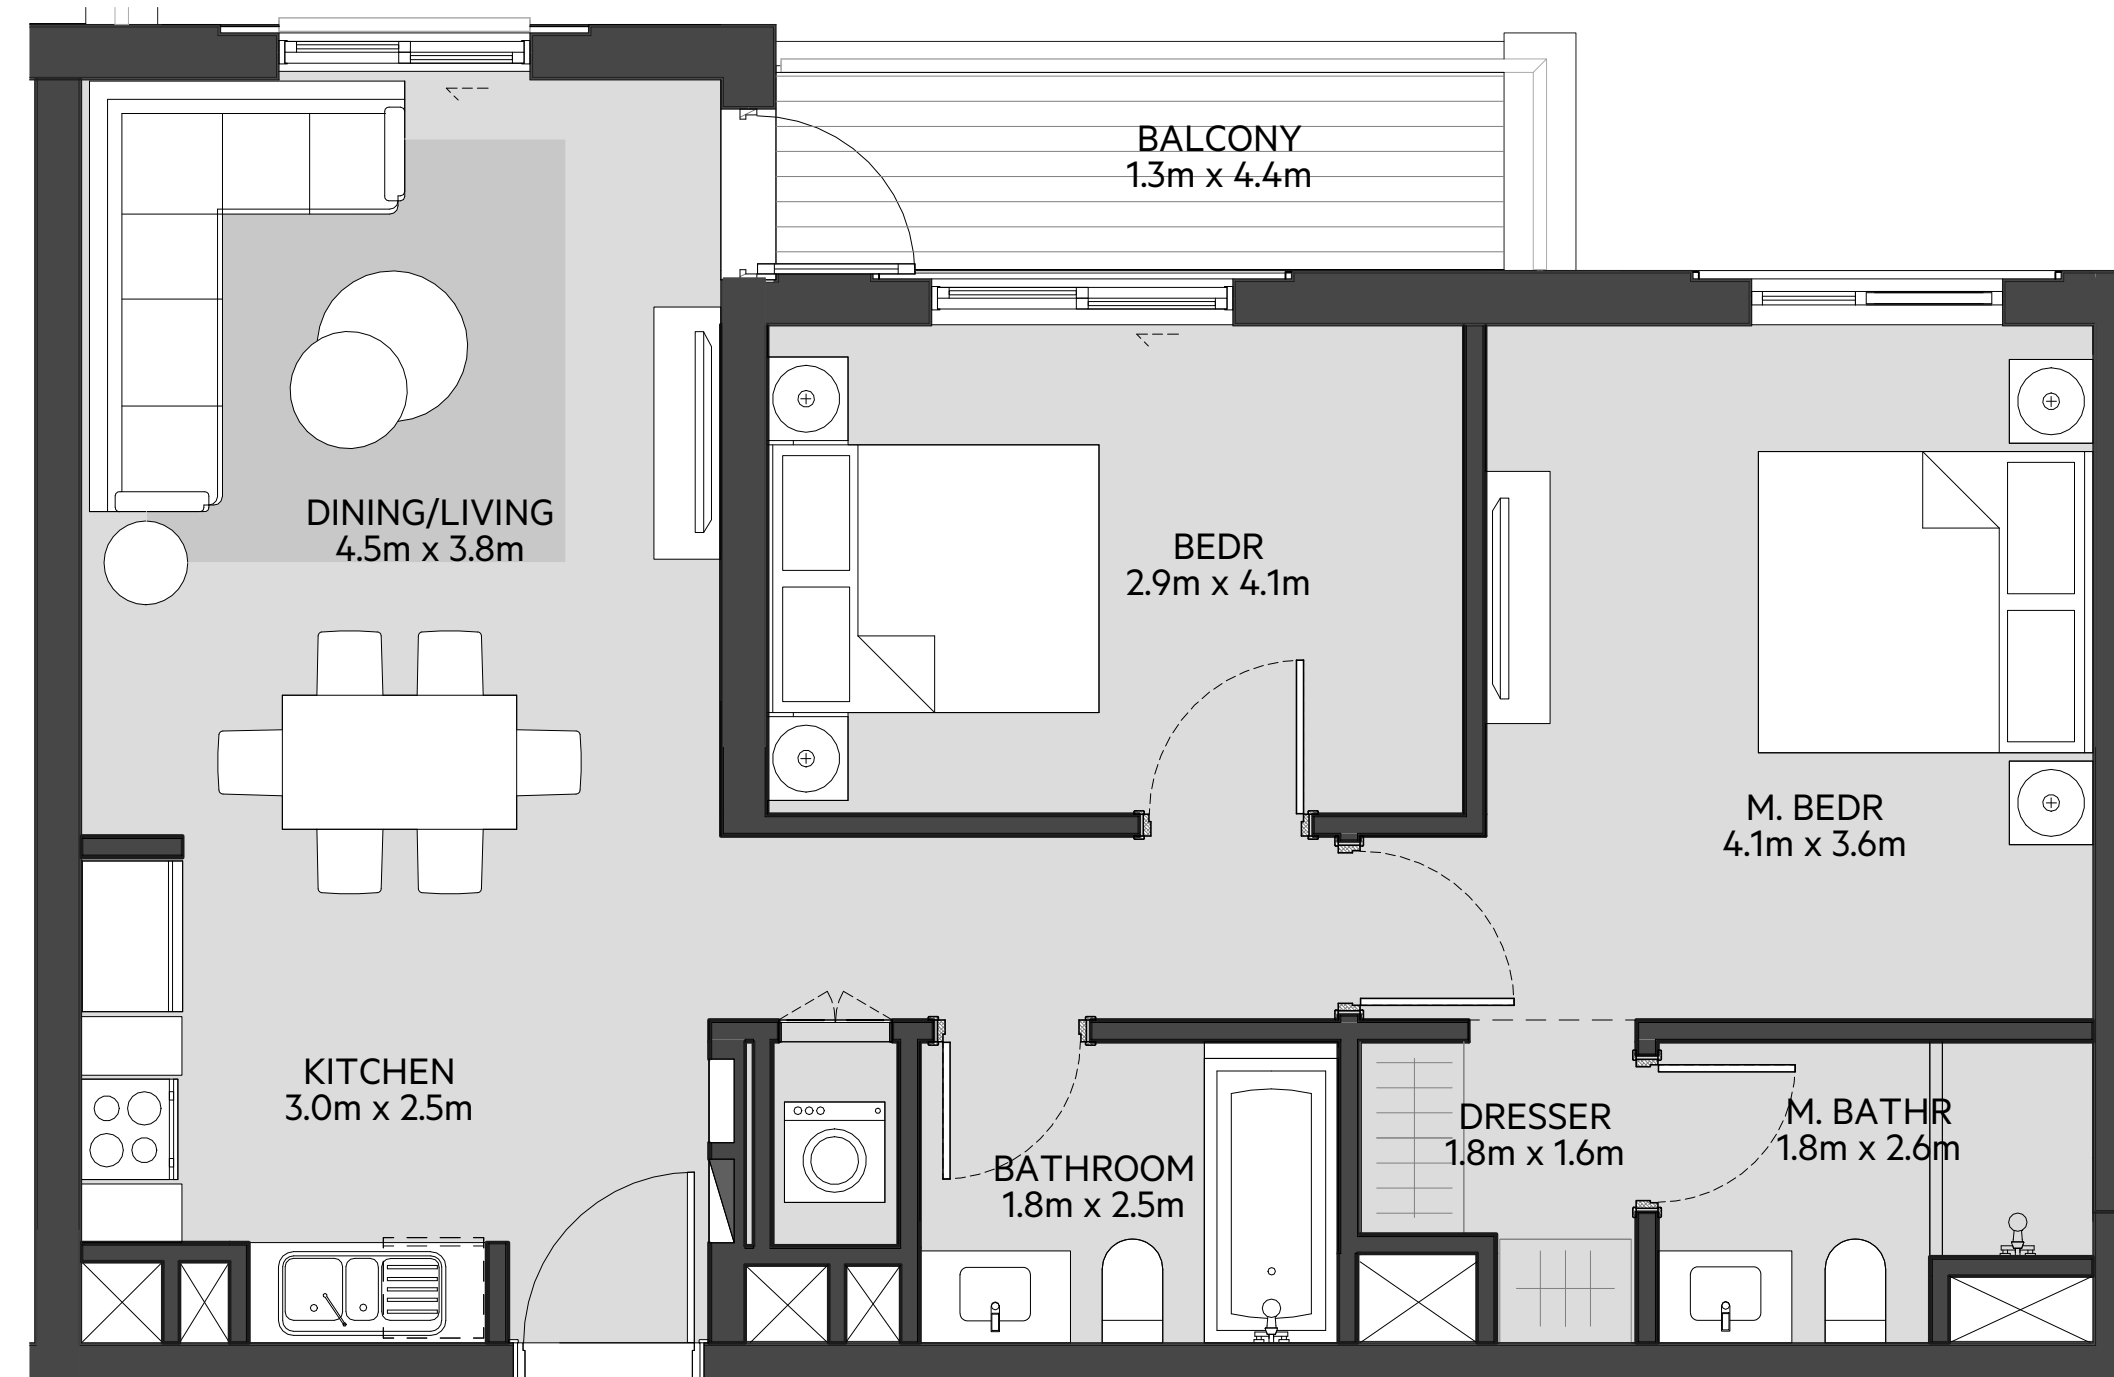 BALCONY
1.3m x 4.4m
DINING/LIVING
4.5m x 3.8m
BEDR
2.9m x 4.1m
M. BEDR
4.1m x 3.6m
KITCHEN
3.0m x 2.5m
BATHROOM
1.8m x 2.5m
DRESSER
1.8m x 1.6m
M. BATHR
1.8m x 2.6m